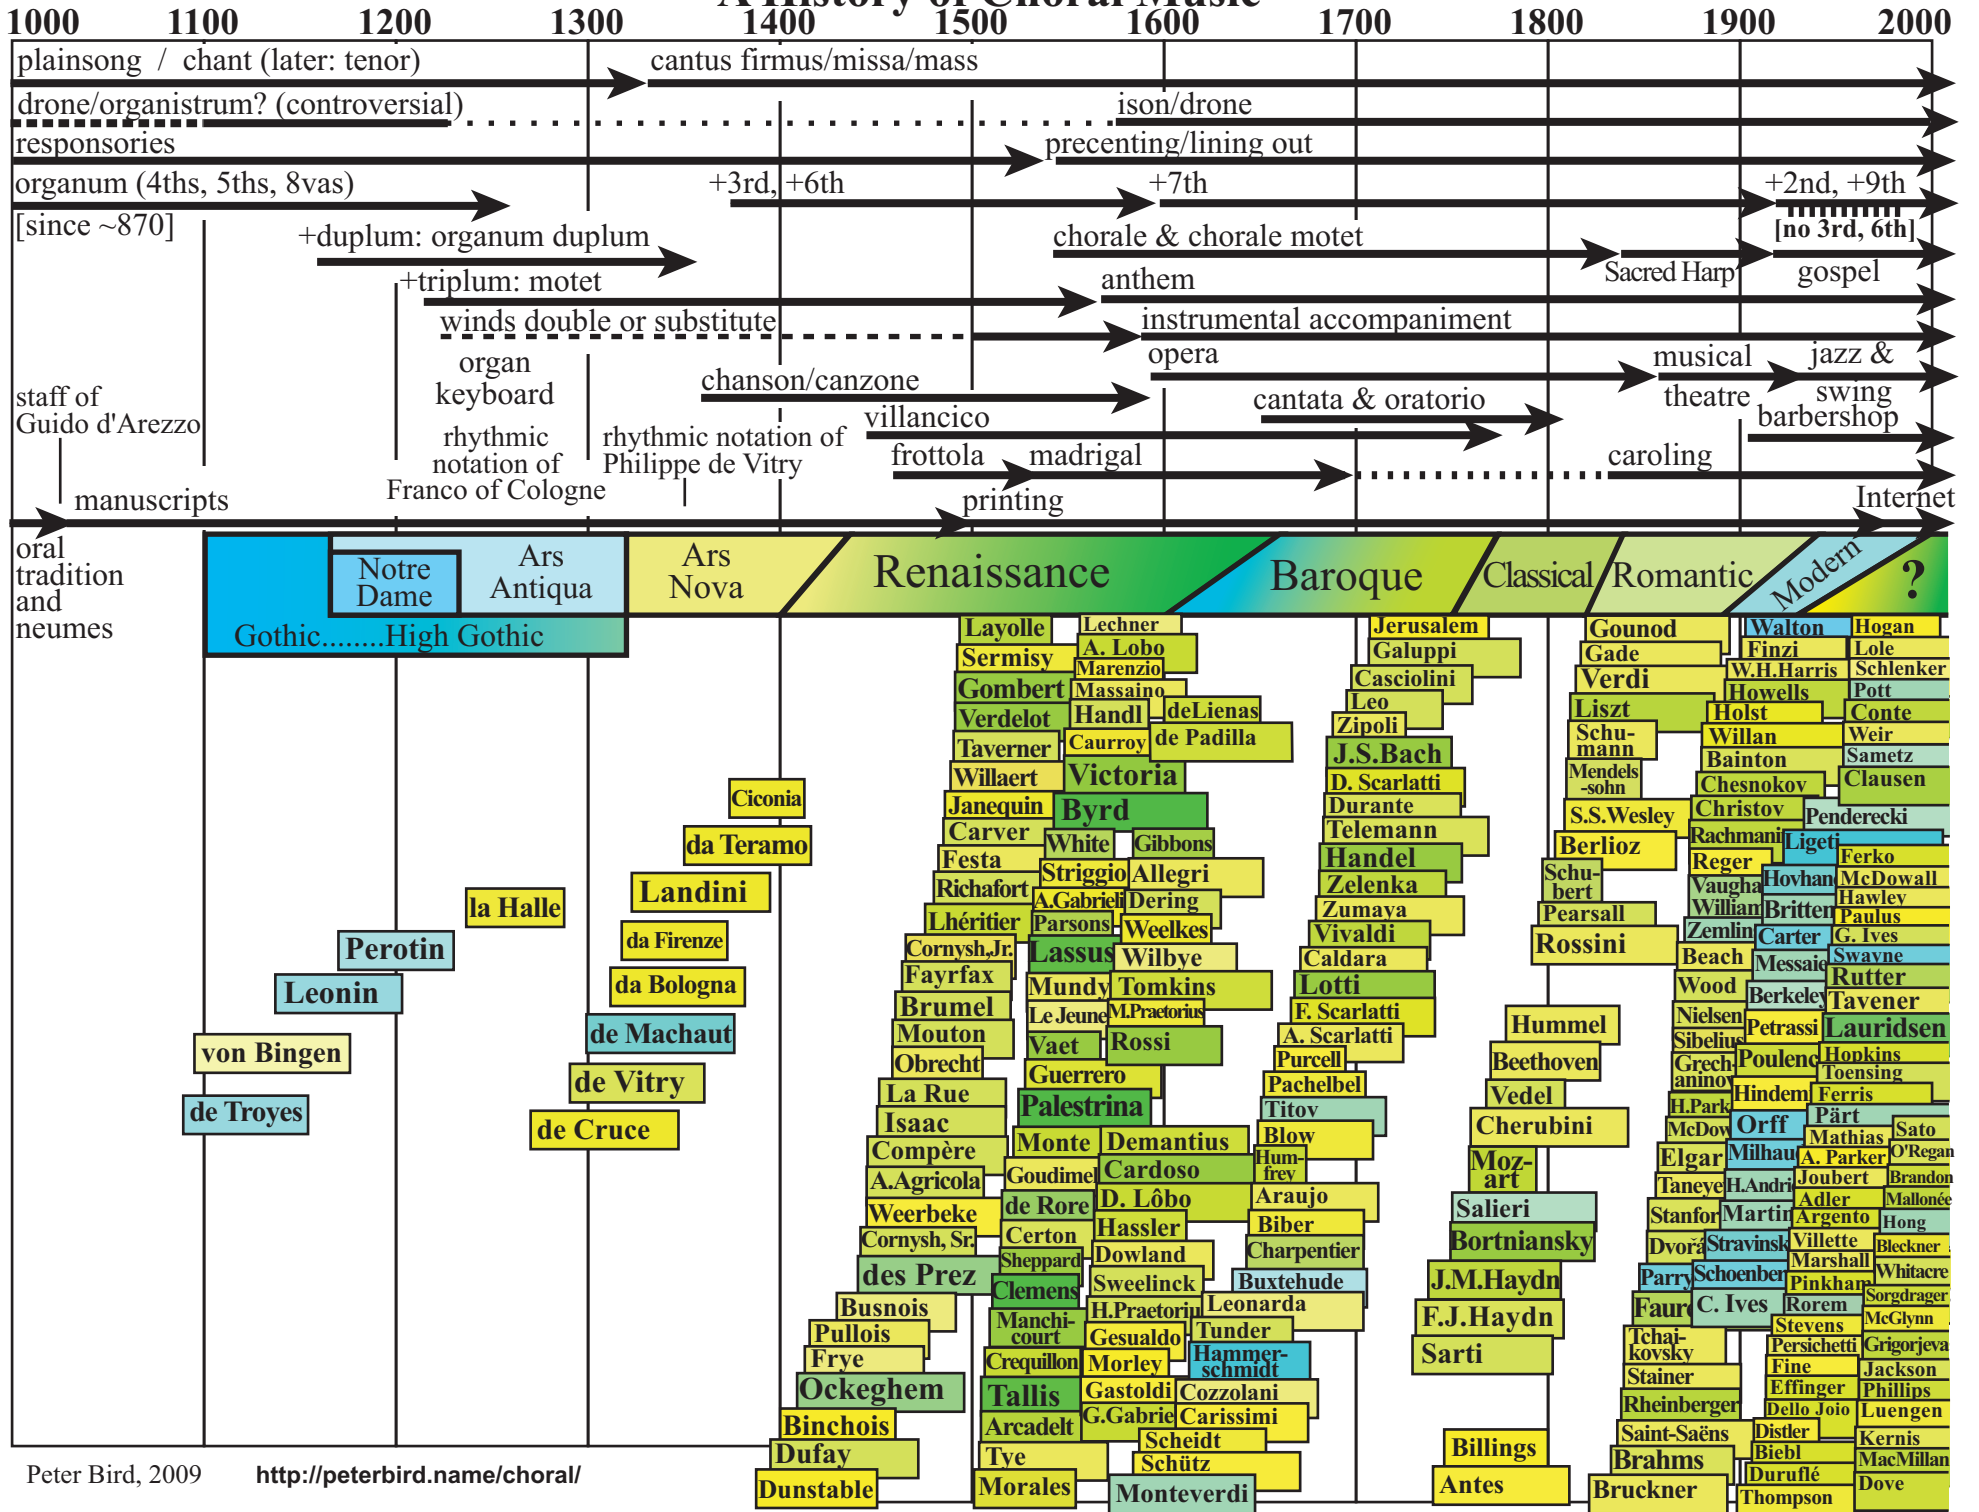 A History of Choral Music
1000 1100 1200 1300 1400 1500 1600 1700 1800 1900 2000
plainsong / chant (later: tenor)
cantus firmus/missa/mass
drone/organistrum? (controversial)
ison/drone
responsories
precenting/lining out
organum (4ths, 5ths, 8vas)
+3rd, +6th
+7th
+2nd, +9th
[since ~870]
[no 3rd, 6th]
+duplum: organum duplum
chorale & chorale motet
Sacred Harp
gospel
+triplum: motet
anthem
winds double or substitute
instrumental accompaniment
organ
keyboard
opera
musical
theatre
jazz &
swing
chanson/canzone
staff of
Guido d'Arezzo
cantata & oratorio
barbershop
villancico
rhythmic
notation of
Franco of Cologne
rhythmic notation of
Philippe de Vitry
frottola
madrigal
caroling
manuscripts
printing
Internet
oral
tradition
and
neumes
Notre
Dame
Ars
Antiqua
Gothic........High Gothic
Ars
Nova
Renaissance
Baroque
Classical
Romantic
Modern
?
Ciconia
da Teramo
Landini
la Halle
da Firenze
Perotin
da Bologna
Leonin
de Machaut
von Bingen
de Vitry
de Troyes
de Cruce
Layolle
Sermisy
Gombert
Verdelot
Taverner
Willaert
Janequin
Carver
Festa
Richafort
Lhéritier
Cornysh,Jr.
Fayrfax
Brumel
Mouton
Obrecht
La Rue
Isaac
Compère
A.Agricola
Weerbeke
Cornysh, Sr.
des Prez
Busnois
Pullois
Frye
Ockeghem
Binchois
Dufay
Dunstable
Lechner
A. Lobo
Marenzio
Massaino
Handl
deLienas
Caurroy
de Padilla
Victoria
Byrd
White
Gibbons
Striggio
Allegri
A.Gabrieli
Dering
Parsons
Weelkes
Lassus
Wilbye
Mundy
Tomkins
Le Jeune
M.Praetorius
Vaet
Rossi
Guerrero
Palestrina
Monte
Demantius
Goudimel
Cardoso
de Rore
D. Lôbo
Certon
Hassler
Sheppard
Dowland
Clemens
Sweelinck
Manchi-
court
H.Praetoriu
Crequillon
Gesualdo
Tallis
Morley
Arcadelt
Gastoldi
Tye
G.Gabrie
Morales
Leonarda
Tunder
Hammer-
schmidt
Cozzolani
Carissimi
Scheidt
Schütz
Monteverdi
Jerusalem
Galuppi
Casciolini
Leo
Zipoli
J.S.Bach
D. Scarlatti
Durante
Telemann
Handel
Zelenka
Zumaya
Vivaldi
Caldara
Lotti
F. Scarlatti
A. Scarlatti
Purcell
Pachelbel
Titov
Blow
Hum-
frey
Araujo
Biber
Charpentier
Buxtehude
Gounod
Gade
Verdi
Liszt
Schu-
mann
Mendels
-sohn
S.S.Wesley
Berlioz
Schu-
bert
Pearsall
Rossini
Hummel
Beethoven
Vedel
Cherubini
Moz-
art
Salieri
Bortniansky
J.M.Haydn
F.J.Haydn
Sarti
Billings
Antes
Walton
Finzi
W.H.Harris
Howells
Holst
Willan
Bainton
Chesnokov
Christov
Rachmani
Reger
Vaugha
William
Zemlin
Beach
Wood
Nielsen
Sibelius
Grech-
aninov
H.Park
McDow
Elgar
Taneye
Stanfor
Dvořá
Parry
Faure
Tchai-
kovsky
Stainer
Rheinberger
Saint-Saëns
Brahms
Bruckner
Penderecki
Ligeti
Hovhan
Britten
Carter
Messaie
Berkeley
Petrassi
Poulenc
Hindem
Orff
Milhau
H.Andri
Martin
Stravinsk
Schoenber
C. Ives
Hogan
Lole
Schlenker
Pott
Conte
Weir
Sametz
Clausen
Ferko
McDowall
Hawley
Paulus
G. Ives
Swayne
Rutter
Tavener
Lauridsen
Hopkins
Toensing
Ferris
Pärt
Mathias
A. Parker
Joubert
Adler
Argento
Villette
Marshall
Pinkham
Rorem
Stevens
Persichetti
Fine
Effinger
Dello Joio
Distler
Biebl
Duruflé
Thompson
Sato
O'Regan
Brandon
Mallonée
Hong
Bleckner
Whitacre
Sorgdrager
McGlynn
Grigorjeva
Jackson
Phillips
Luengen
Kernis
MacMillan
Dove
Peter Bird, 2009
http://peterbird.name/choral/